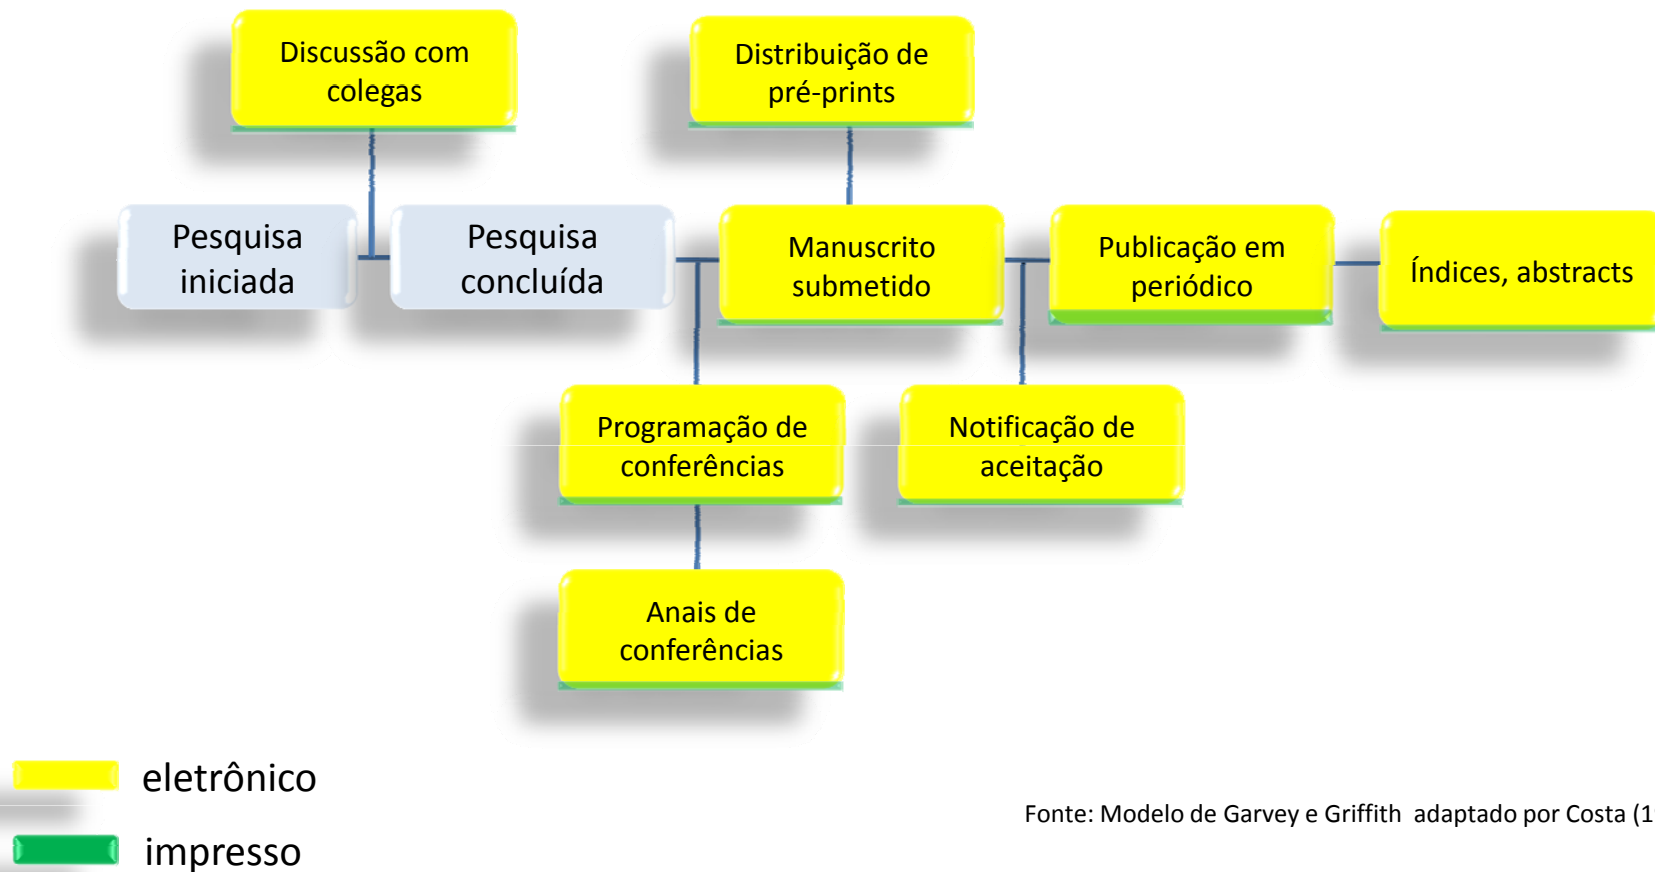 Discussão com
colegas
Distribuição de
pré-prints
Pesquisa
iniciada
Pesquisa
concluída
Manuscrito
submetido
Publicação em
periódico
Índices, abstracts
Programação de
conferências
Notificação de
aceitação
Anais de
conferências
eletrônico
impresso
Fonte: Modelo de Garvey e Griffith adaptado por Costa